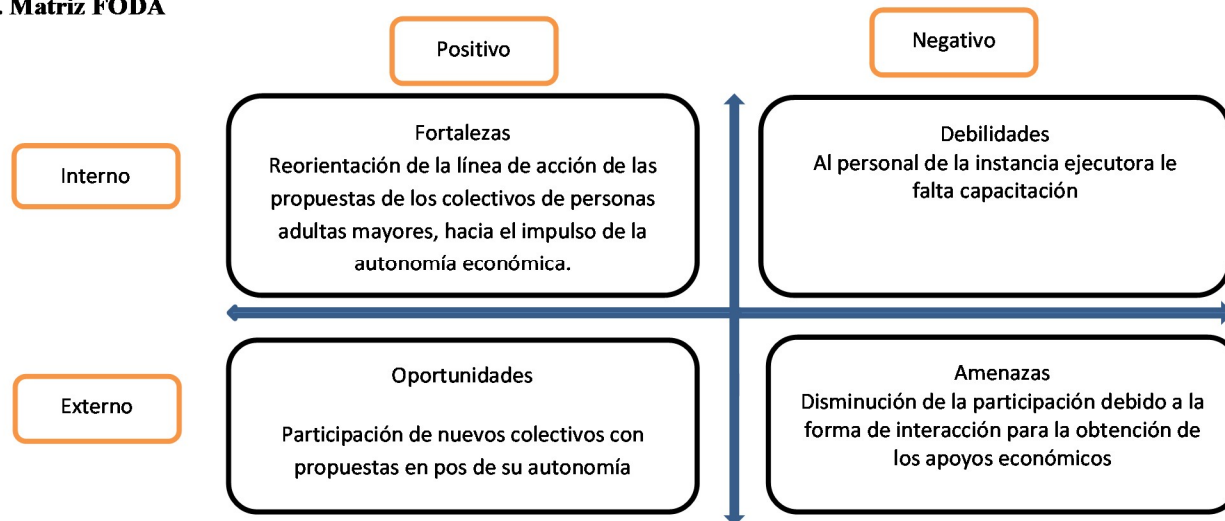 . Matriz FODA
Positivo
Negativo
Interno
Fortalezas
Reorientación de la línea de acción de las
propuestas de los colectivos de personas
adultas mayores, hacia el impulso de la
autonomía económica.
Debilidades
Al personal de la instancia ejecutora le
falta capacitación
Externo
Oportunidades
Participación de nuevos colectivos con
propuestas en pos de su autonomía
Amenazas
Disminución de la participación debido a la
forma de interacción para la obtención de
los apoyos económicos